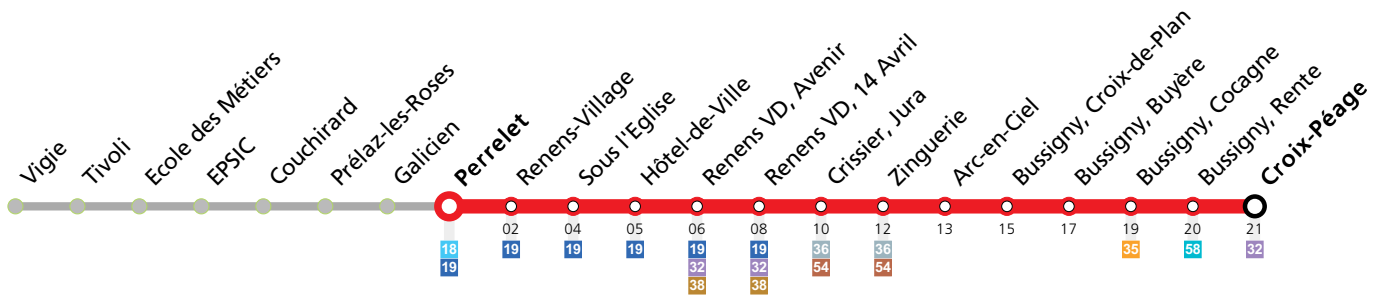 Vigie
Tivoli
Ecole des Métiers
EPSIC
Couchirard
Prélaz-les-Roses
Galicien
Perrelet
Renens-Village
Sous l'Eglise
Hôtel-de-Ville
Renens VD, Avenir
Renens VD, 14 Avril
Crissier, Jura
Zinguerie
Arc-en-Ciel
Bussigny, Croix-de-Plan
Bussigny, Buyère
Bussigny, Cocagne
Bussigny, Rente
Croix-Péage
02 04 05 06 08 10 12 13 15 17 19 20 21
18 19 19 19 19 19 36 36 35 58 32
19 32 32 54 54
38 38